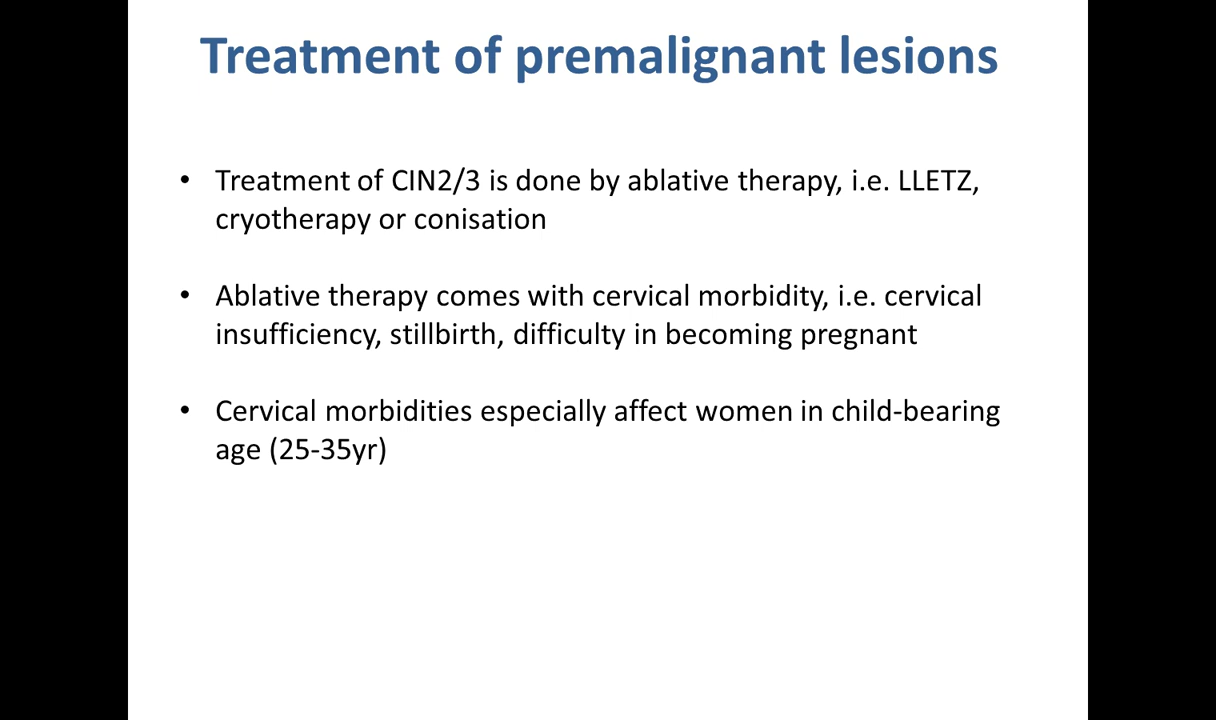 Treatment of premalignant lesions
• Treatment of CIN2/3 is done by ablative therapy, i.e. LLETZ,
cryotherapy or conisation
• Ablative therapy comes with cervical morbidity, i.e. cervical
insufficiency, stillbirth, difficulty in becoming pregnant
• Cervical morbidities especially affect women in child-bearing
age (25-35yr)